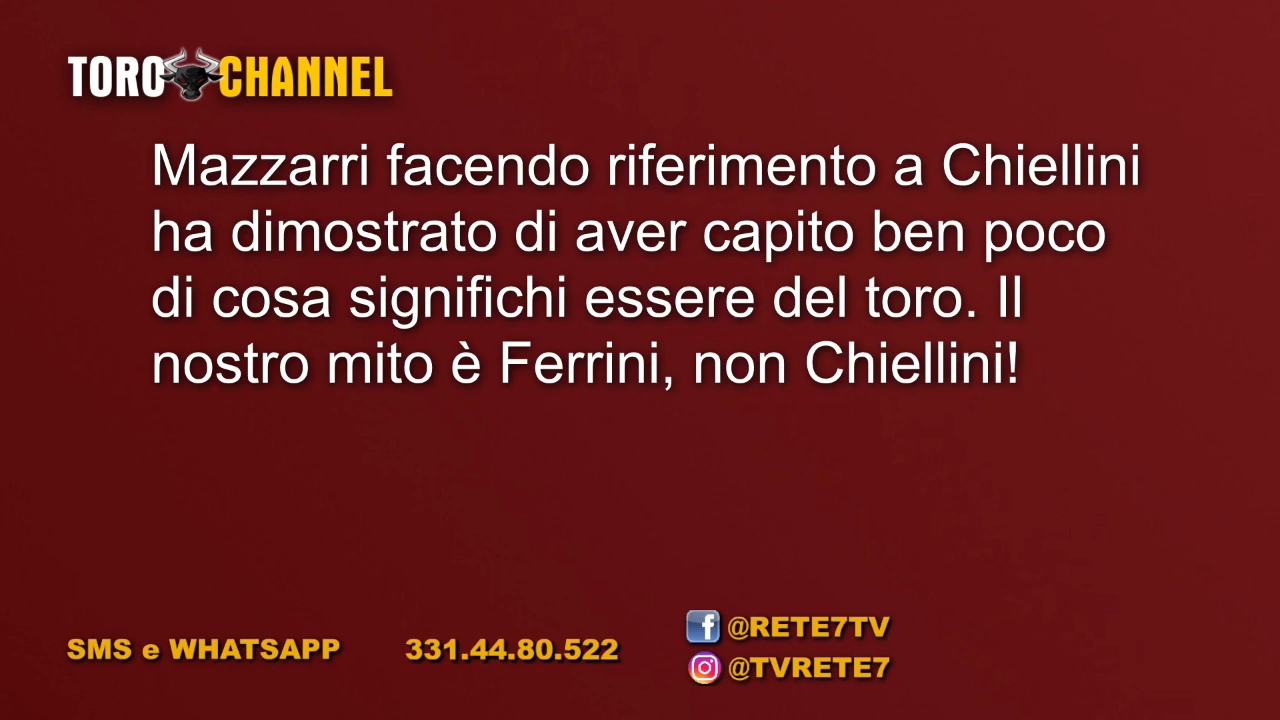 TORO CHANNEL
Mazzarri facendo riferimento a Chiellini
ha dimostrato di aver capito ben poco
di cosa significhi essere del toro. Il
nostro mito è Ferrini, non Chiellini!
SMS e WHATSAPP 331.44.80.522
@RETE7TV
@TVRETE7